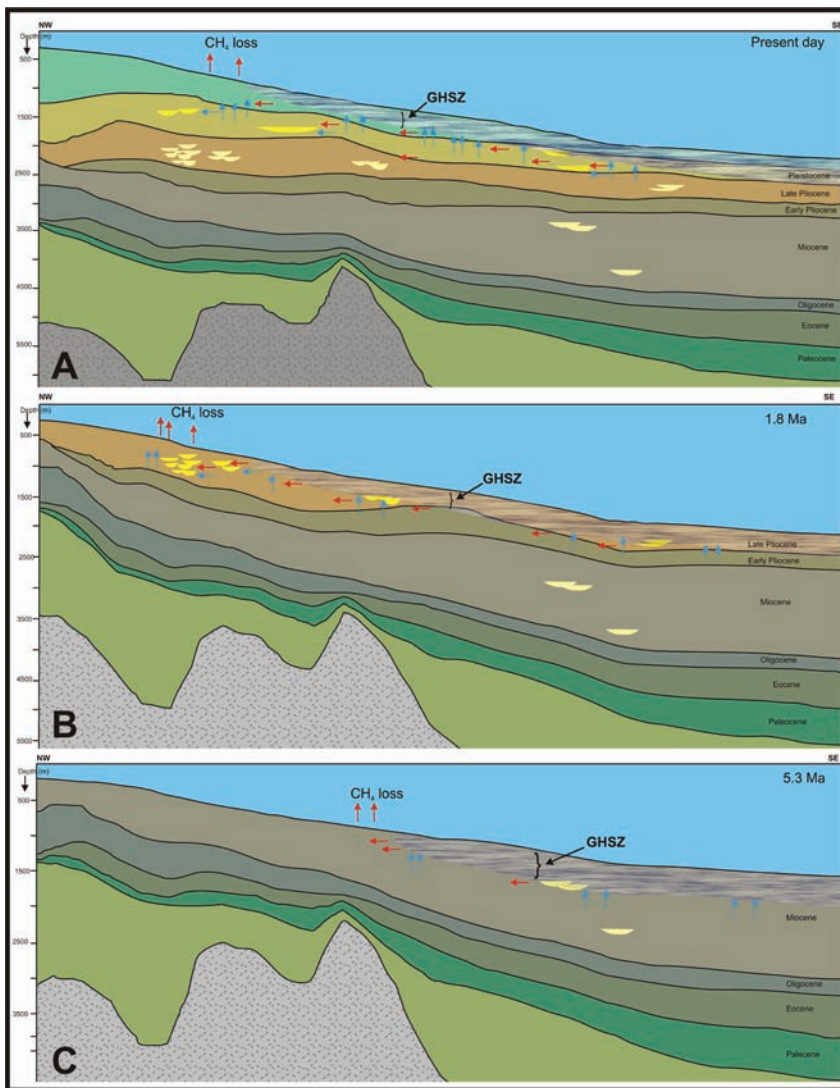 NW
SE
Depth(m)
CH₄ loss
Present day
500
GHSZ
1500
Pleistocene
2500
Late Pliocene
Early Pliocene
3500
Miocene
4500
Oligocene
Eocene
5500
Paleocene
A
NW
SE
Depth(m)
CH₄ loss
1.8 Ma
500
GHSZ
1500
Late Pliocene
2500
Early Pliocene
Miocene
3500
Oligocene
4500
Eocene
Paleocene
5500
B
NW
SE
Depth(m)
5.3 Ma
CH₄ loss
500
GHSZ
1500
Miocene
2500
Oligocene
3500
Eocene
Paleocene
C